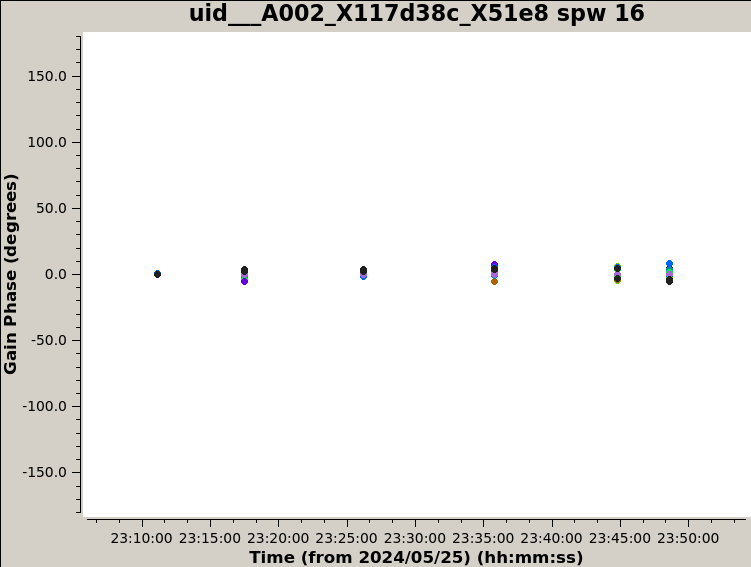 uid___A002_X117d38c_X51e8 spw 16
Gain Phase (degrees)
150.0
100.0
50.0
0.0
-50.0
-100.0
-150.0
23:10:00 23:15:00 23:20:00 23:25:00 23:30:00 23:35:00 23:40:00 23:45:00 23:50:00
Time (from 2024/05/25) (hh:mm:ss)